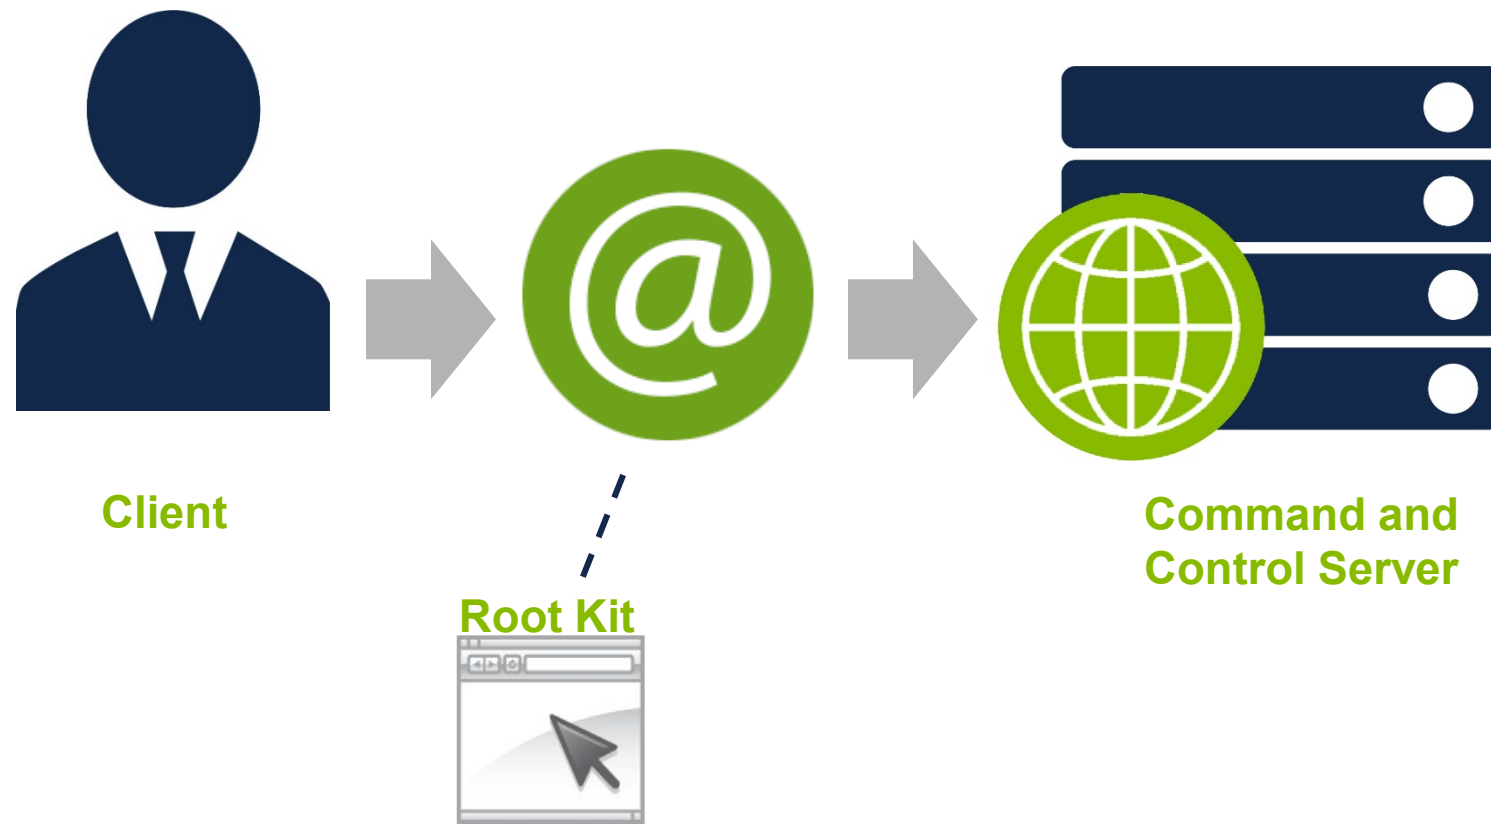 @
Client
Command and
Control Server
Root Kit